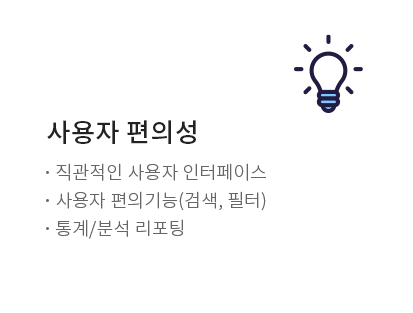 사용자 편의성
· 직관적인 사용자 인터페이스
· 사용자 편의기능(검색, 필터)
· 통계/분석 리포팅